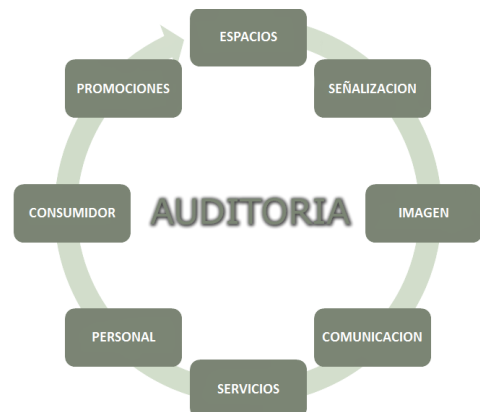 ESPACIOS
SEÑALIZACION
IMAGEN
COMUNICACION
SERVICIOS
PERSONAL
CONSUMIDOR
PROMOCIONES
AUDITORIA